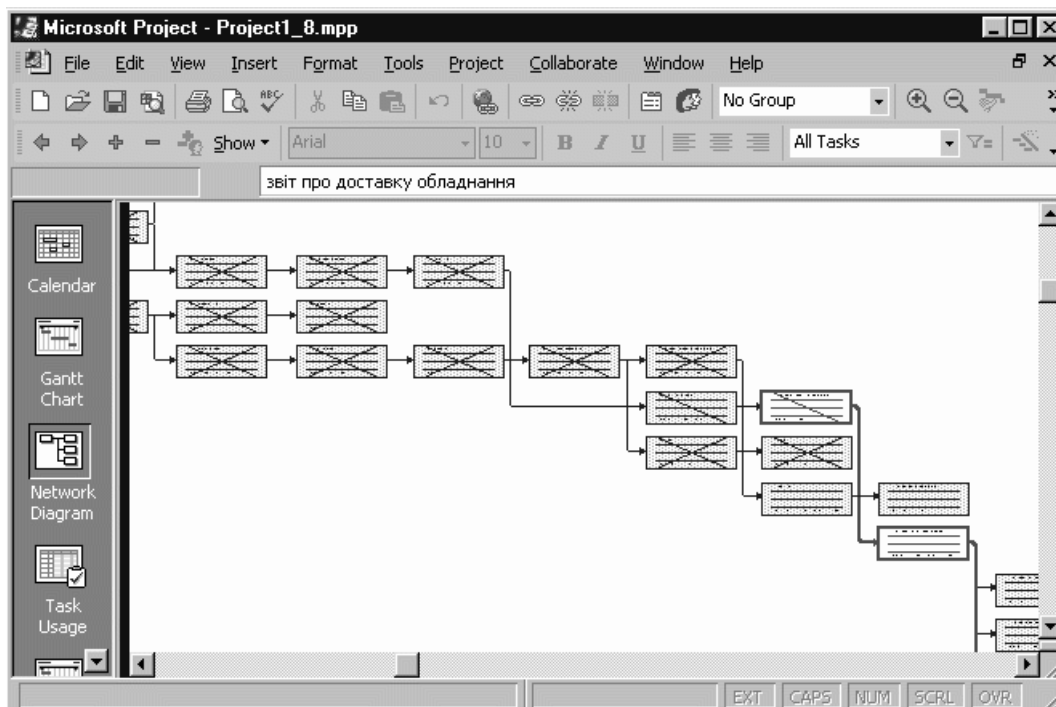 Microsoft Project - Project1_8.mpp
File Edit View Insert Format Tools Project Collaborate Window Help
ABC No Group
Show Arial 10 B I U All Tasks
звіт про доставку обладнання
Calendar
Gantt
Chart
Network
Diagram
Task
Usage
EXT CAPS NUM SCRL OVR